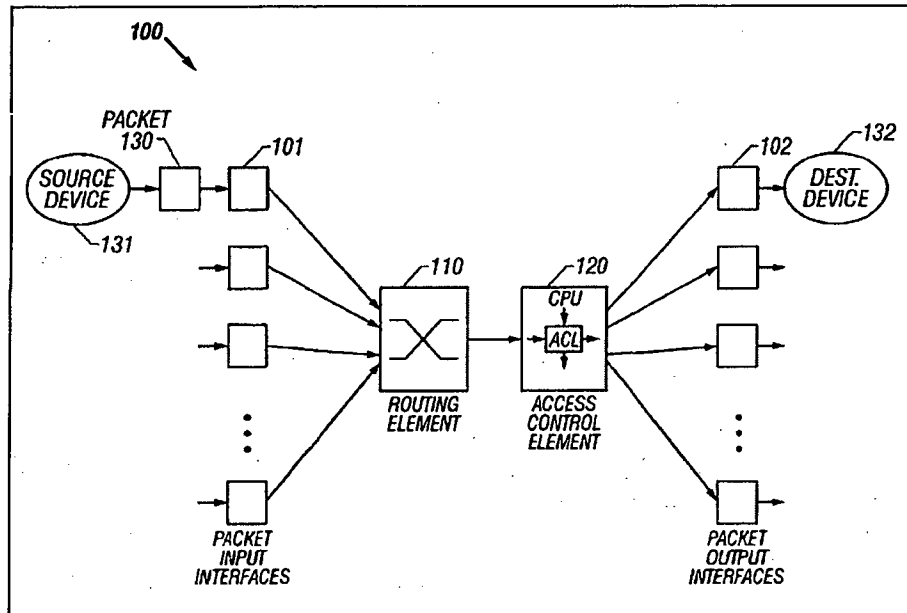 100
PACKET
130
101
102
132
SOURCE
DEVICE
DEST.
DEVICE
131
110
120
CPU
ACL
ROUTING
ELEMENT
ACCESS
CONTROL
ELEMENT
PACKET
INPUT
INTERFACES
PACKET
OUTPUT
INTERFACES